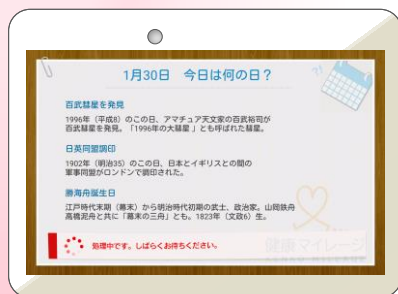 1月30日　今日は何の日？
百武彗星を発見
1996年（平成8）のこの日、アマチュア天文家の百武裕司が
百武彗星を発見。「1996年の大彗星」とも呼ばれた彗星。
日英同盟調印
1902年（明治35）のこの日、日本とイギリスとの間の
軍事同盟がロンドンで調印された。
勝海舟誕生日
江戸時代末期（幕末）から明治時代初期の武士、政治家。山岡鉄舟
高橋泥舟と共に「幕末の三舟」とも。1823年（文政6）生。
処理中です。しばらくお待ちください。
健康マイレージ